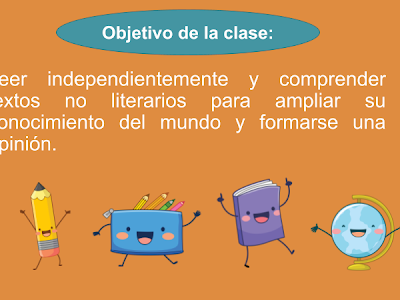 Objetivo de la clase:
eer independientemente y comprender
extos no literarios para ampliar su
onocimiento del mundo y formarse una
pinión.